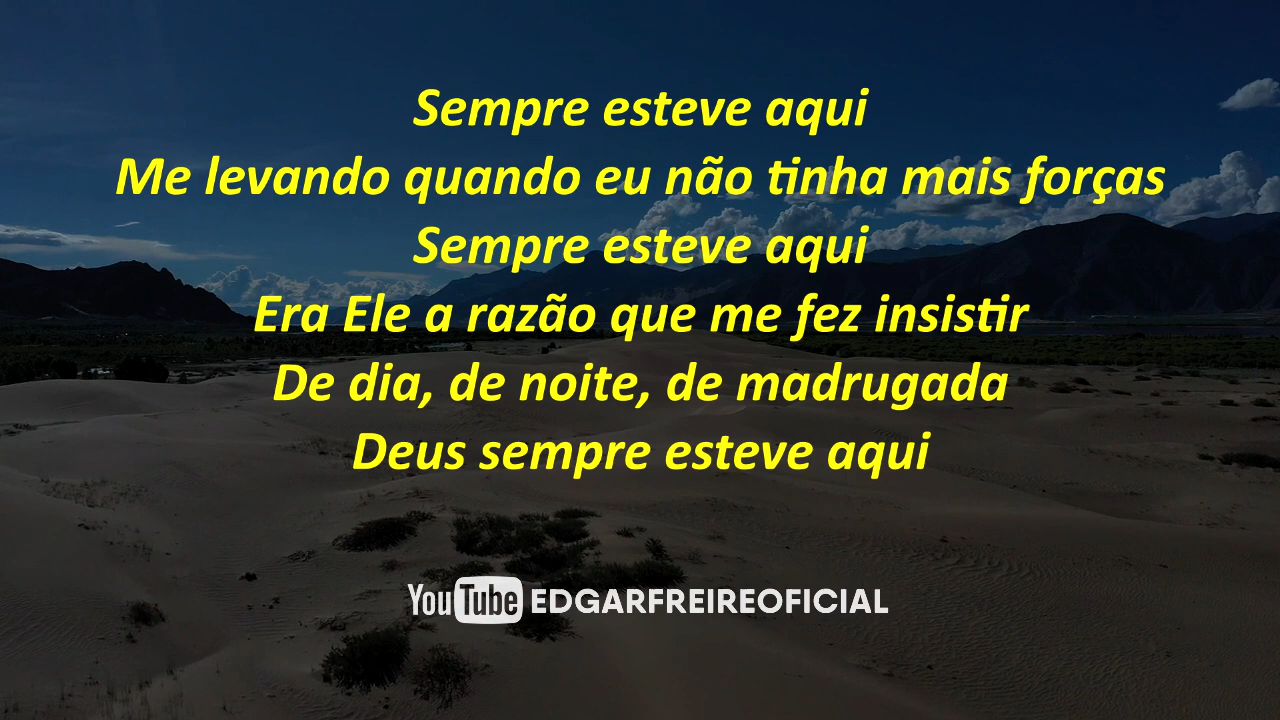 Sempre esteve aqui
Me levando quando eu não tinha mais forças
Sempre esteve aqui
Era Ele a razão que me fez insistir
De dia, de noite, de madrugada
Deus sempre esteve aqui
YouTube EDGARFREIREOFICIAL